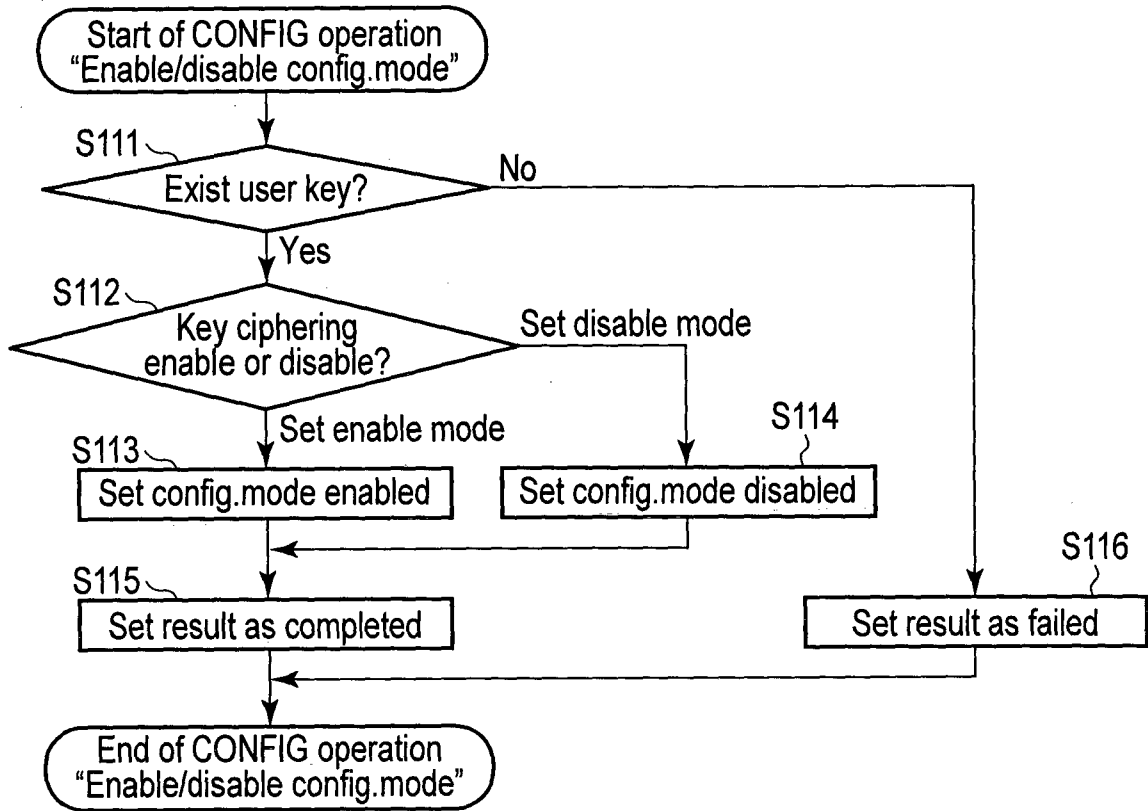 Start of CONFIG operation
“Enable/disable config.mode”
S111
Exist user key?
No
Yes
S112
Key ciphering
enable or disable?
Set disable mode
Set enable mode
S113
Set config.mode enabled
S114
Set config.mode disabled
S115
Set result as completed
S116
Set result as failed
End of CONFIG operation
“Enable/disable config.mode”